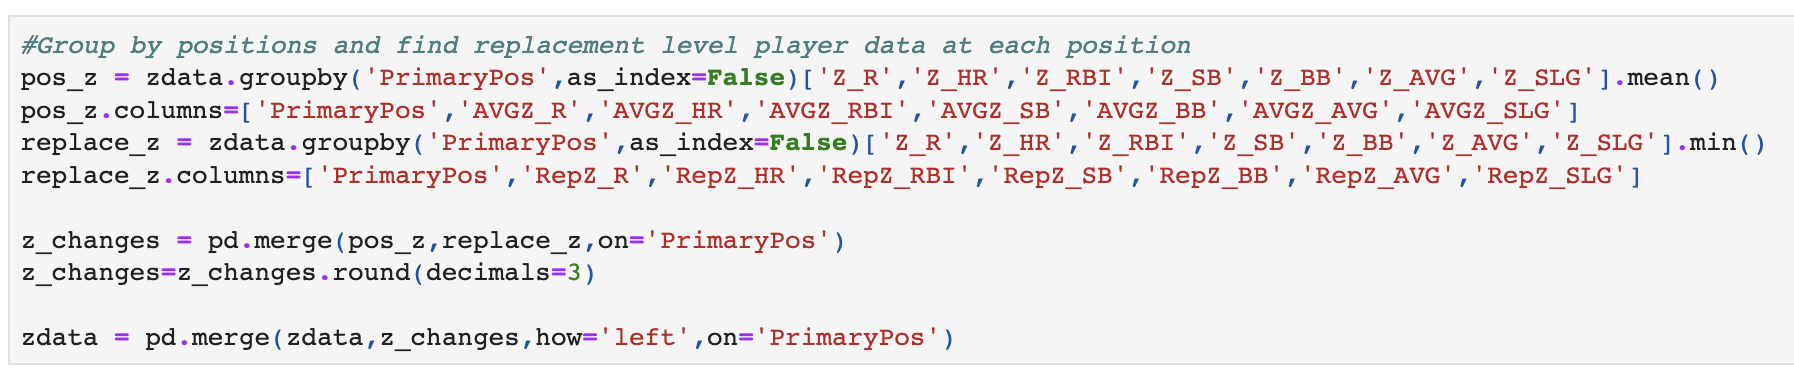 #Group by positions and find replacement level player data at each position
pos_z = zdata.groupby('PrimaryPos',as_index=False)['Z_R','Z_HR','Z_RBI','Z_SB','Z_BB','Z_AVG','Z_SLG'].mean()
pos_z.columns=['PrimaryPos','AVGZ_R','AVGZ_HR','AVGZ_RBI','AVGZ_SB','AVGZ_BB','AVGZ_AVG','AVGZ_SLG']
replace_z = zdata.groupby('PrimaryPos',as_index=False)['Z_R','Z_HR','Z_RBI','Z_SB','Z_BB','Z_AVG','Z_SLG'].min()
replace_z.columns=['PrimaryPos','RepZ_R','RepZ_HR','RepZ_RBI','RepZ_SB','RepZ_BB','RepZ_AVG','RepZ_SLG']
z_changes = pd.merge(pos_z,replace_z,on='PrimaryPos')
z_changes=z_changes.round(decimals=3)
zdata = pd.merge(zdata,z_changes,how='left',on='PrimaryPos')